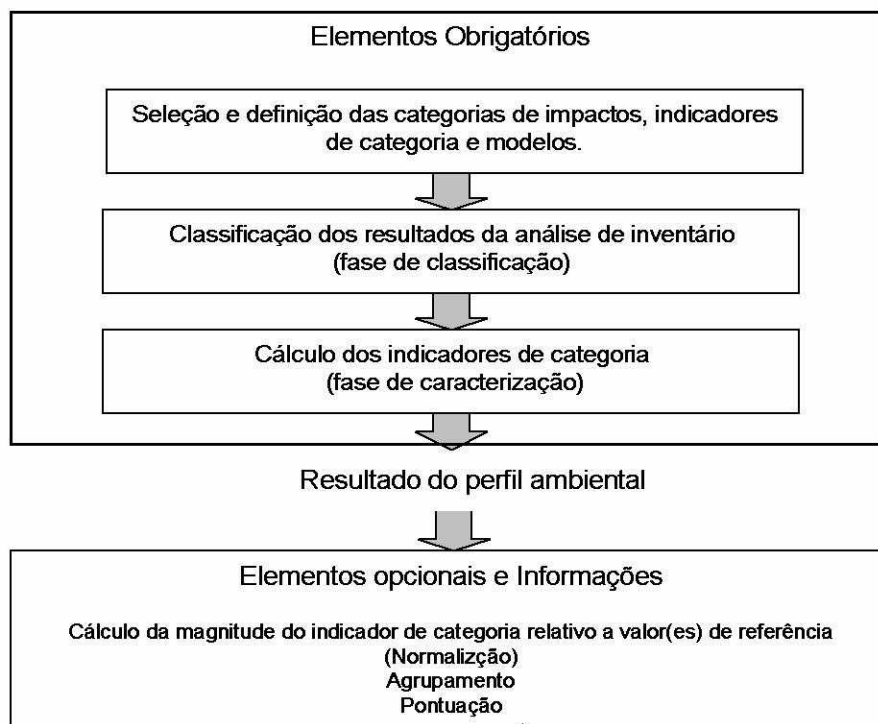 Elementos Obrigatórios
Seleção e definição das categorias de impactos, indicadores
de categoria e modelos.
Classificação dos resultados da análise de inventário
(fase de classificação)
Cálculo dos indicadores de categoria
(fase de caracterização)
Resultado do perfil ambiental
Elementos opcionais e Informações
Cálculo da magnitude do indicador de categoria relativo a valor(es) de referência
(Normalizção)
Agrupamento
Pontuação